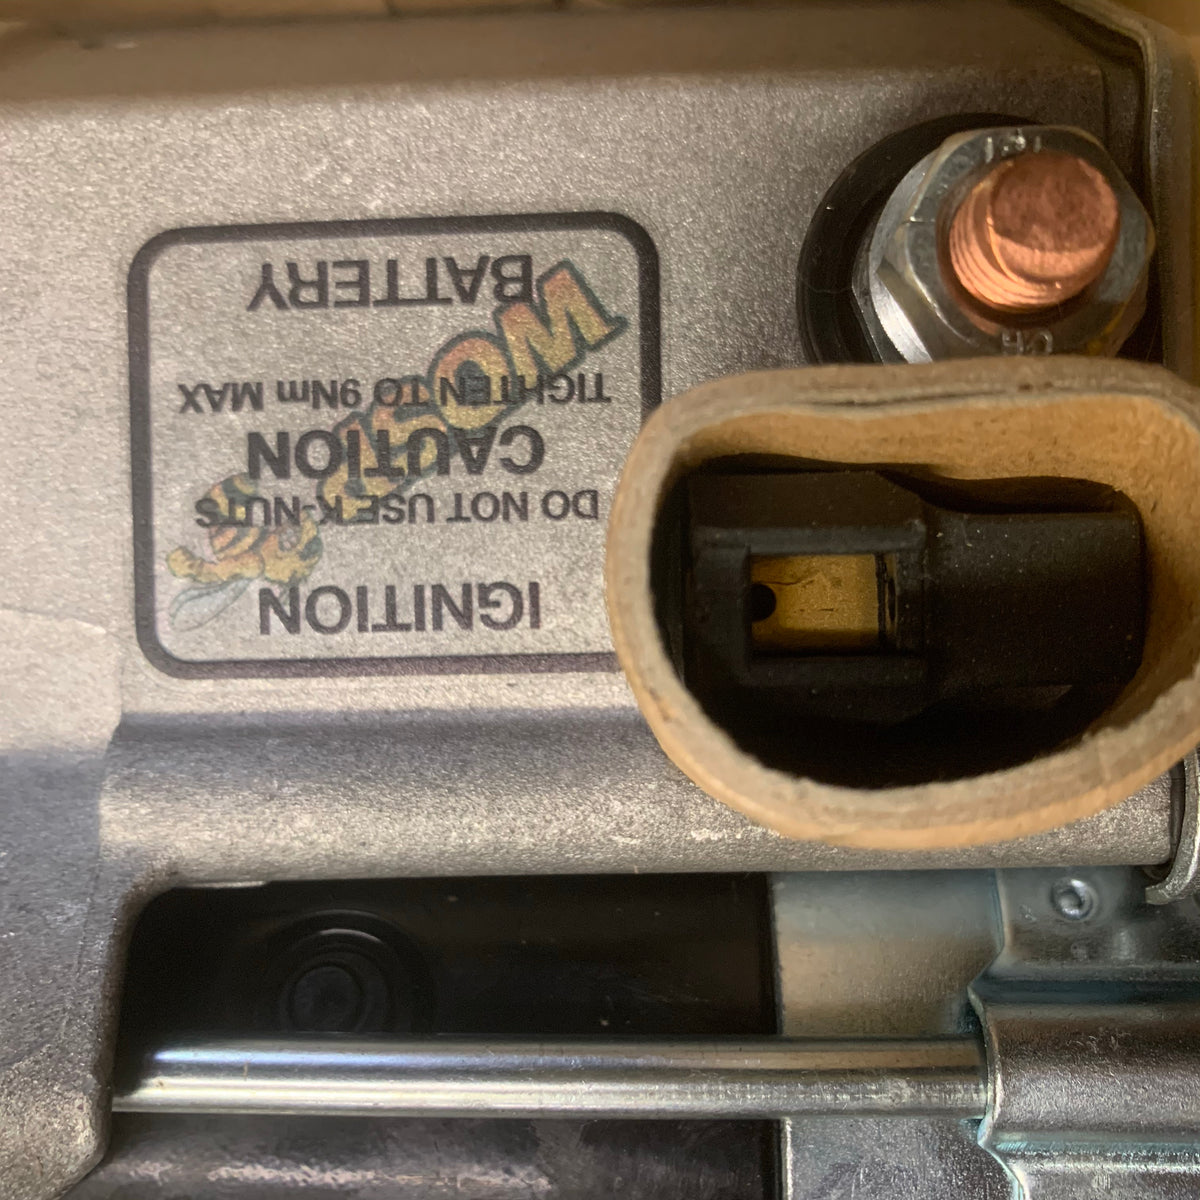 IGNITION
DO NOT USE K-NUTS
CAUTION
TIGHTEN TO 9Nm MAX
BATTERY